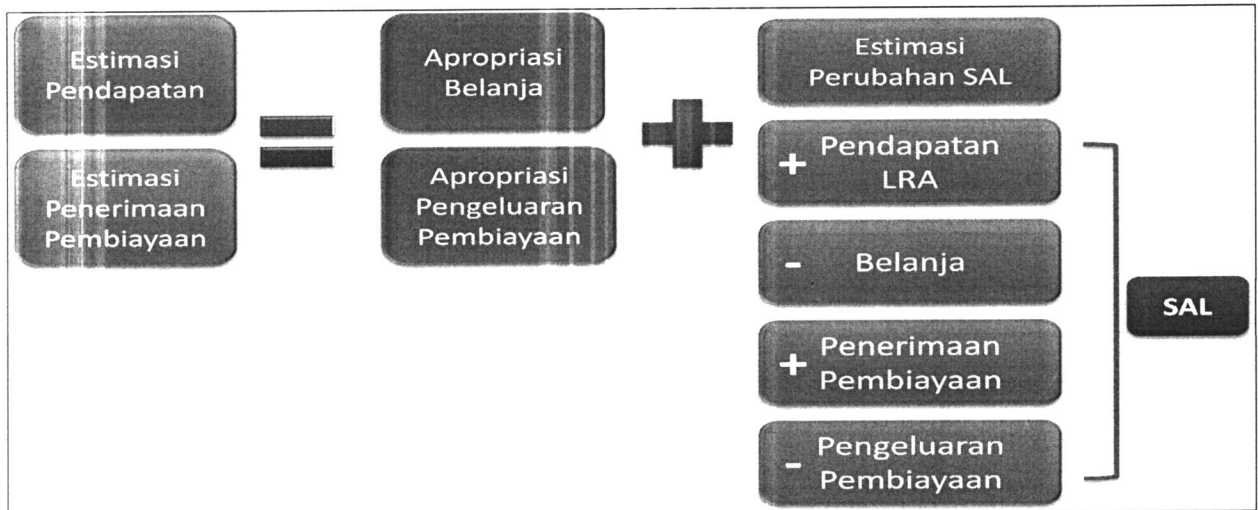 Estimasi
Pendapatan
Estimasi
Penerimaan
Pembiayaan
=
Apropriasi
Belanja
Apropriasi
Pengeluaran
Pembiayaan
+
Estimasi
Perubahan SAL
+ Pendapatan
LRA
- Belanja
+ Penerimaan
Pembiayaan
- Pengeluaran
Pembiayaan
SAL